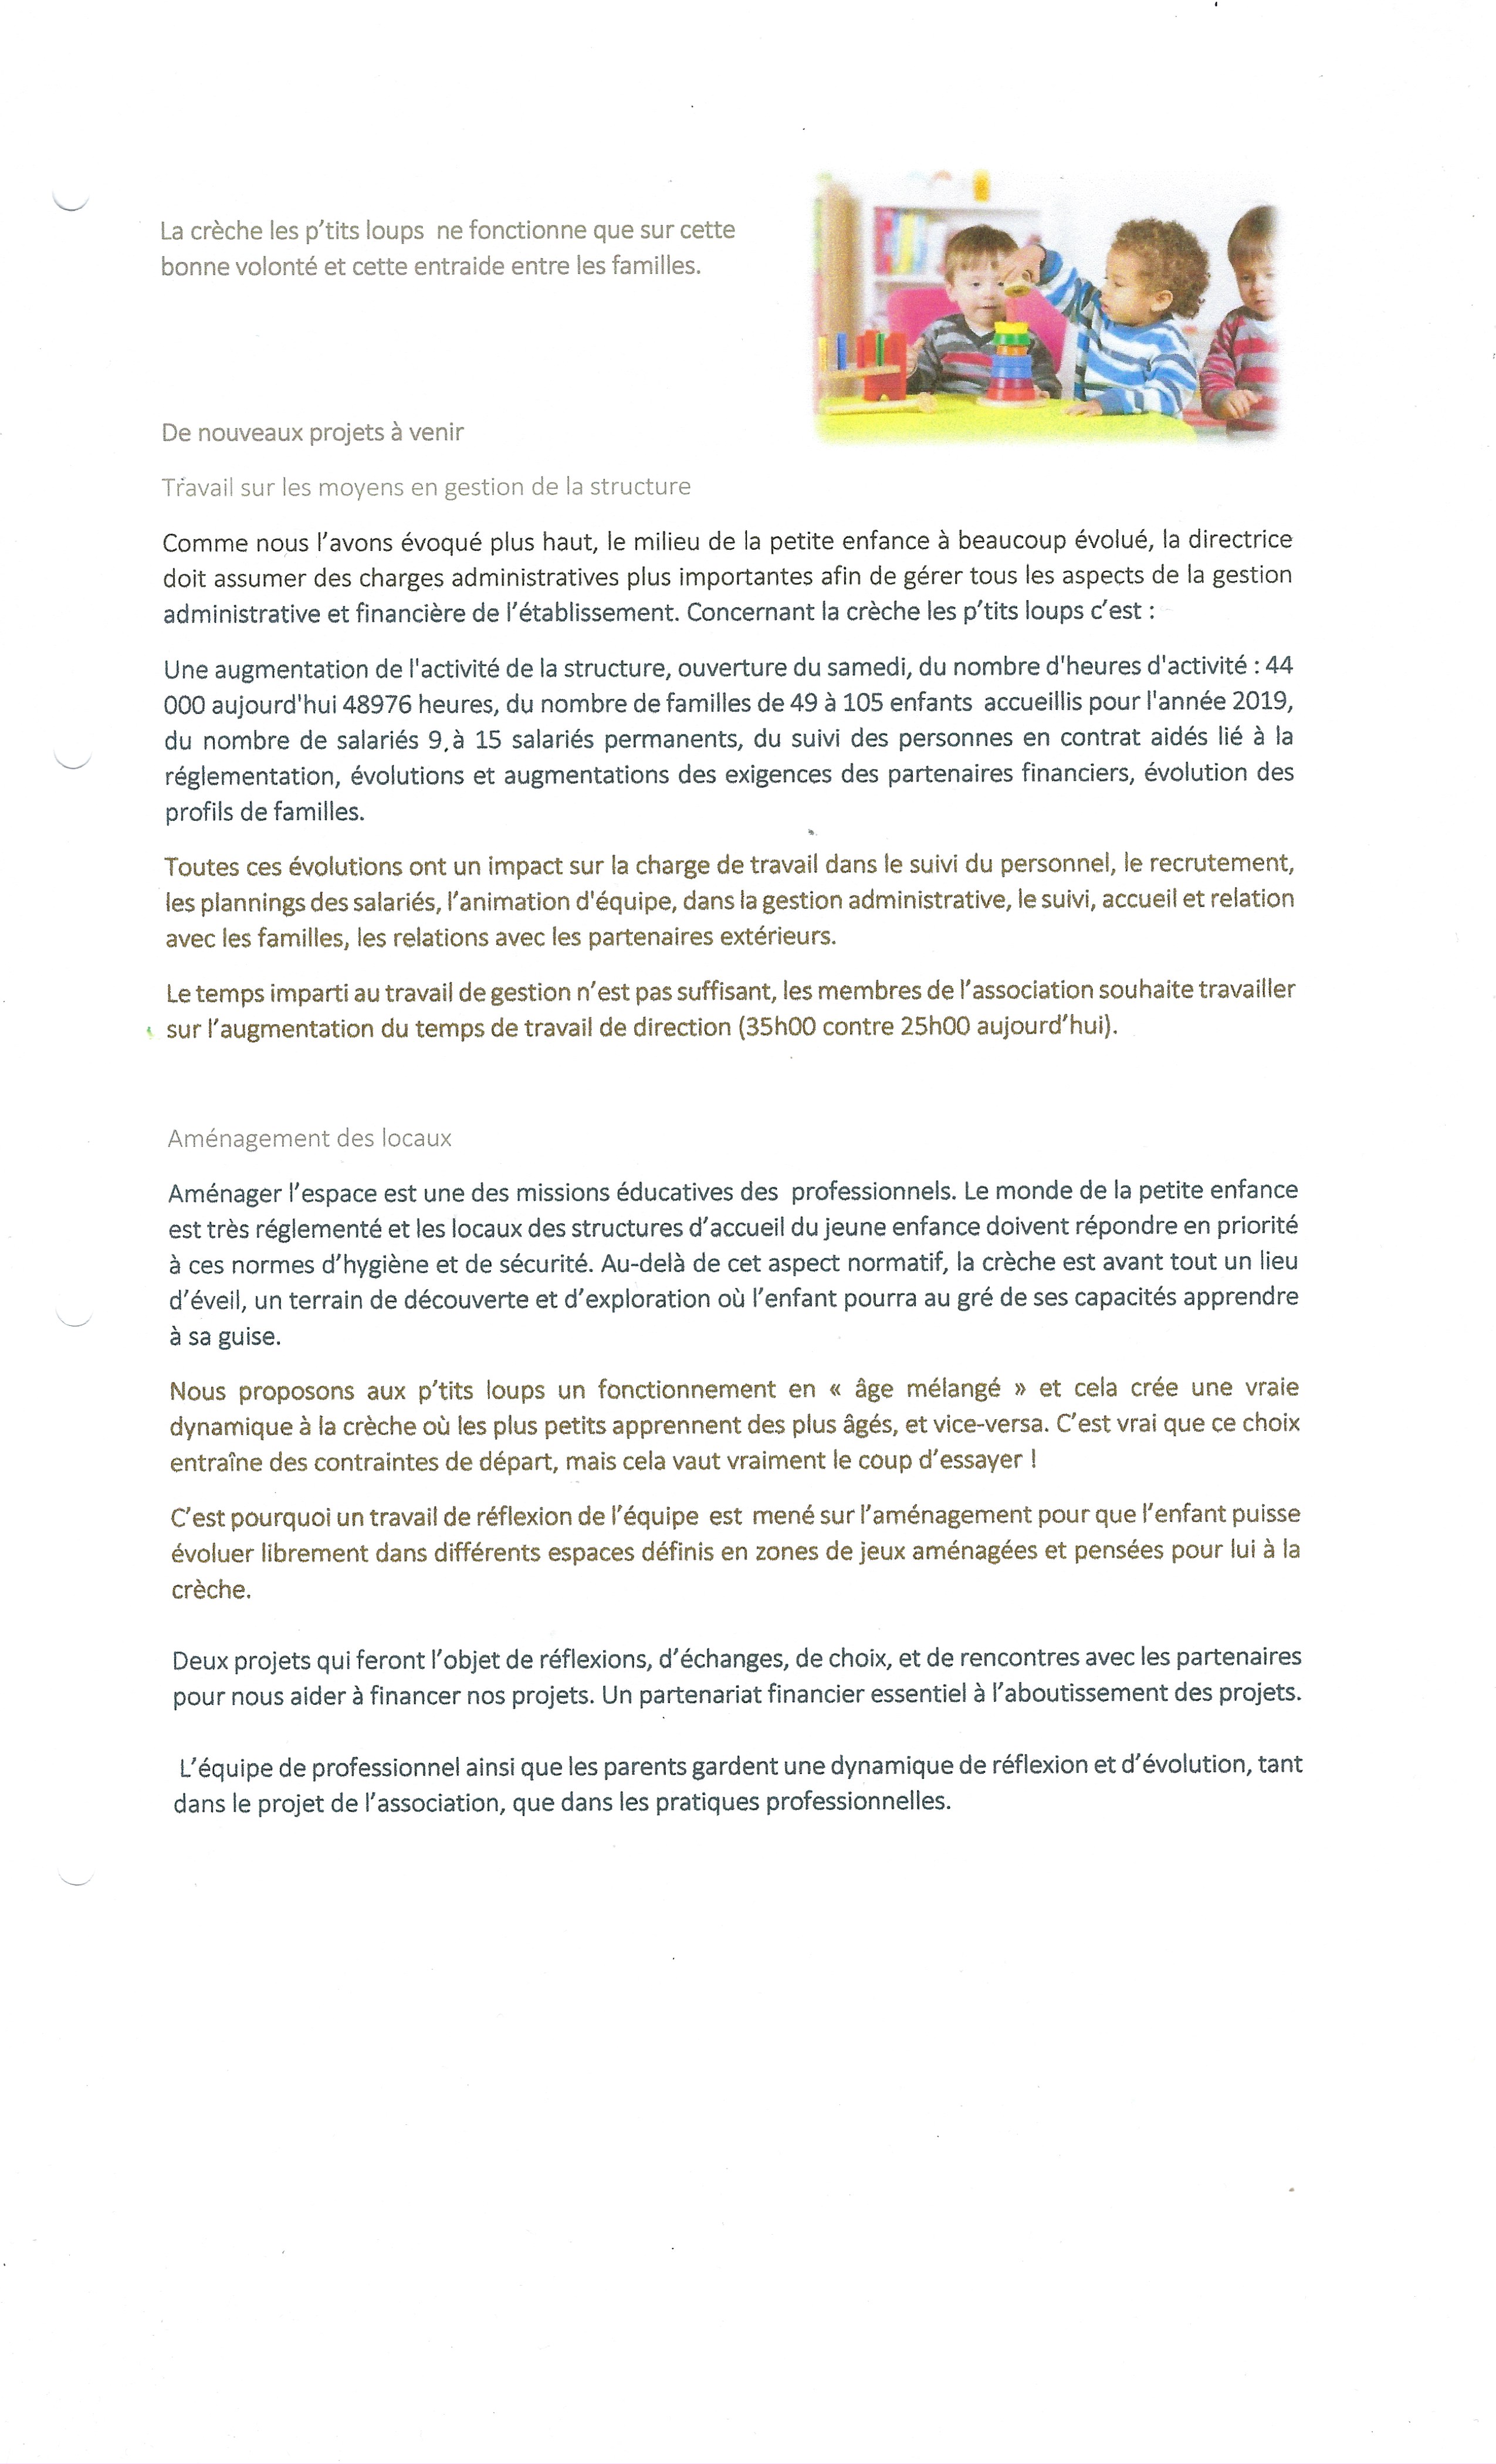 La crèche les p'tits loups  ne fonctionne que sur cette
bonne volonté et cette entraide entre les familles.
De nouveaux projets à venir
Travail sur les moyens en gestion de la structure
Comme nous l'avons évoqué plus haut, le milieu de la petite enfance à beaucoup évolué, la directrice
doit assumer des charges administratives plus importantes afin de gérer tous les aspects de la gestion
administrative et financière de l'établissement. Concernant la crèche les p'tits loups c'est :
Une augmentation de l'activité de la structure, ouverture du samedi, du nombre d'heures d'activité : 44
000 aujourd'hui 48976 heures, du nombre de familles de 49 à 105 enfants  accueillis pour l'année 2019,
du nombre de salariés 9,à 15 salariés permanents, du suivi des personnes en contrat aidés lié à la
réglementation, évolutions et augmentations des exigences des partenaires financiers, évolution des
profils de familles.
Toutes ces évolutions ont un impact sur la charge de travail dans le suivi du personnel, le recrutement,
les plannings des salariés, l'animation d'équipe, dans la gestion administrative, le suivi, accueil et relation
avec les familles, les relations avec les partenaires extérieurs.
Le temps imparti au travail de gestion n'est pas suffisant, les membres de l'association souhaite travailler
sur l'augmentation du temps de travail de direction (35h00 contre 25h00 aujourd'hui).
Aménagement des locaux
Aménager l'espace est une des missions éducatives des  professionnels. Le monde de la petite enfance
est très réglementé et les locaux des structures d'accueil du jeune enfance doivent répondre en priorité
à ces normes d'hygiène et de sécurité. Au-delà de cet aspect normatif, la crèche est avant tout un lieu
d'éveil, un terrain de découverte et d'exploration où l'enfant pourra au gré de ses capacités apprendre
à sa guise.
Nous proposons aux p'tits loups un fonctionnement en « âge mélangé » et cela crée une vraie
dynamique à la crèche où les plus petits apprennent des plus âgés, et vice-versa. C'est vrai que ce choix
entraîne des contraintes de départ, mais cela vaut vraiment le coup d'essayer !
C'est pourquoi un travail de réflexion de l'équipe  est  mené sur l'aménagement pour que l'enfant puisse
évoluer librement dans différents espaces définis en zones de jeux aménagées et pensées pour lui à la
crèche.
Deux projets qui feront l'objet de réflexions, d'échanges, de choix, et de rencontres avec les partenaires
pour nous aider à financer nos projets. Un partenariat financier essentiel à l'aboutissement des projets.
L'équipe de professionnel ainsi que les parents gardent une dynamique de réflexion et d'évolution, tant
dans le projet de l'association, que dans les pratiques professionnelles.